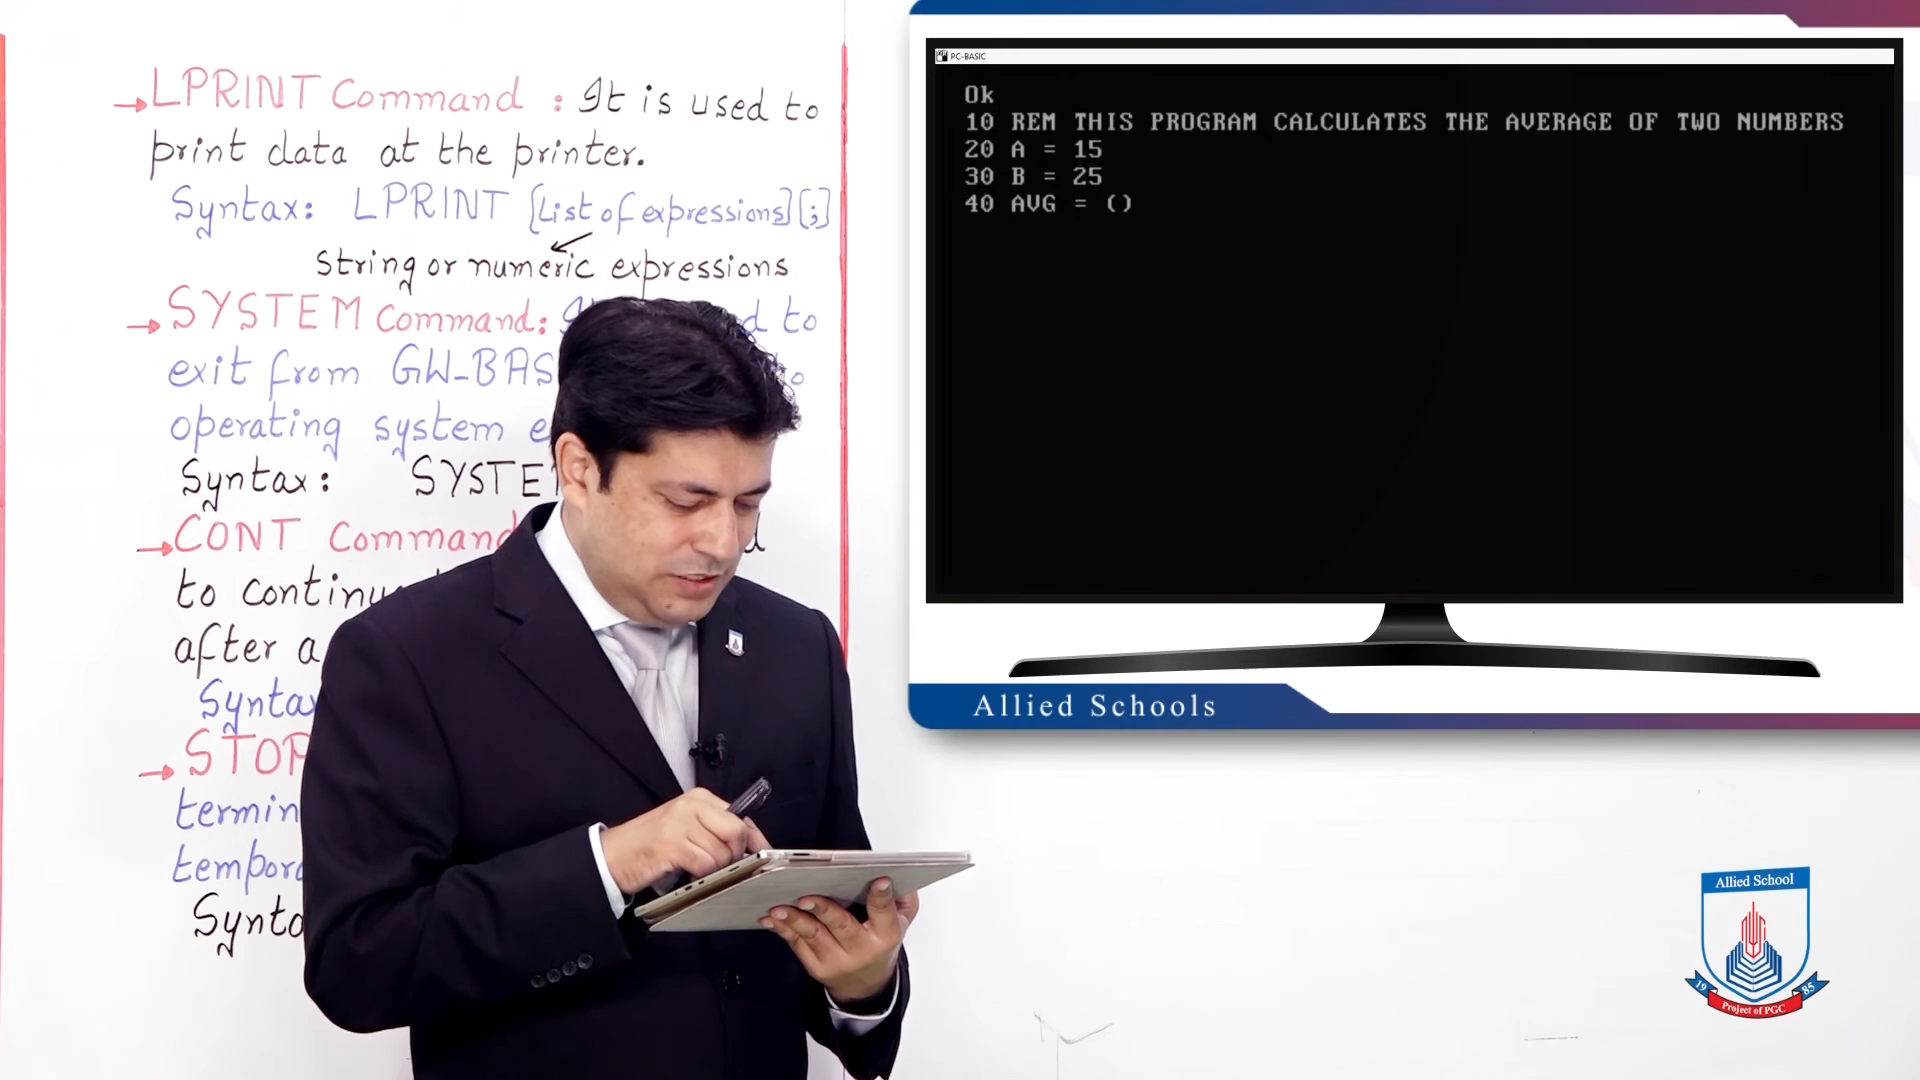 →LPRINT Command : It is used to
print data at the printer.
Syntax: LPRINT [List of expressions][;]
string or numeric expressions
→SYSTEM Command: to
exit from GW-BAS
operating system
Syntax: SYSTE
→CONT Command
to continu
after a
Synta
→STOP
termin
tempor
Synta
PC-BASIC
Ok
10 REM THIS PROGRAM CALCULATES THE AVERAGE OF TWO NUMBERS
20 A = 15
30 B = 25
40 AVG = ()
Allied Schools
Allied School
19 85
Project of PGC